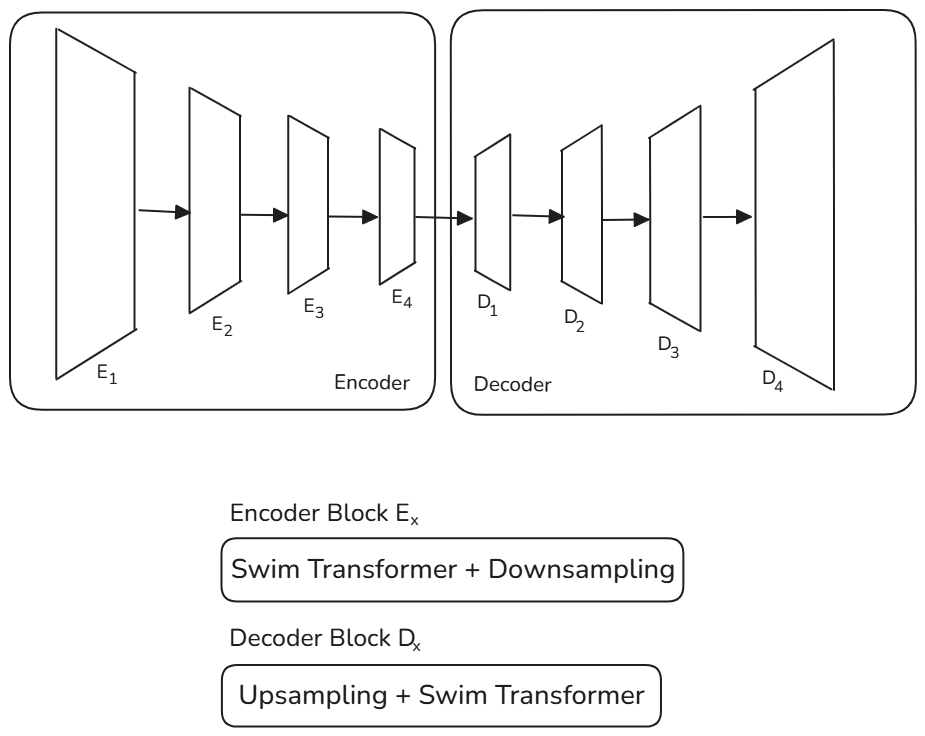 E1
E2
E3
E4
Encoder
D1
D2
D3
D4
Decoder
Encoder Block Ex
Swim Transformer + Downsampling
Decoder Block Dx
Upsampling + Swim Transformer